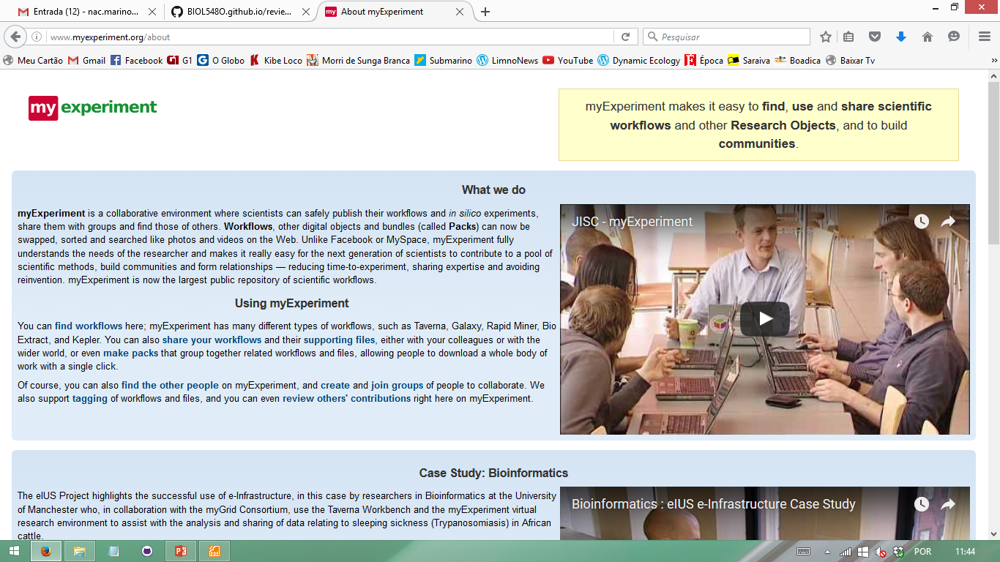 Entrada (12) - nac.marino...
BIOL548O.github.io/revie...
About myExperiment
www.myexperiment.org/about
Pesquisar
Meu Cartão Gmail Facebook G1 O Globo Kibe Loco Morri de Sunga Branca Submarino LimnoNews YouTube Dynamic Ecology Época Saraiva Boadica Baixar Tv
my experiment
myExperiment makes it easy to find, use and share scientific
workflows and other Research Objects, and to build
communities.
What we do
myExperiment is a collaborative environment where scientists can safely publish their workflows and in silico experiments,
share them with groups and find those of others. Workflows, other digital objects and bundles (called Packs) can now be
swapped, sorted and searched like photos and videos on the Web. Unlike Facebook or MySpace, myExperiment fully
understands the needs of the researcher and makes it really easy for the next generation of scientists to contribute to a pool of
scientific methods, build communities and form relationships — reducing time-to-experiment, sharing expertise and avoiding
reinvention. myExperiment is now the largest public repository of scientific workflows.
JISC - myExperiment
Using myExperiment
You can find workflows here; myExperiment has many different types of workflows, such as Taverna, Galaxy, Rapid Miner, Bio
Extract, and Kepler. You can also share your workflows and their supporting files, either with your colleagues or with the
wider world, or even make packs that group together related workflows and files, allowing people to download a whole body of
work with a single click.
Of course, you can also find the other people on myExperiment, and create and join groups of people to collaborate. We
also support tagging of workflows and files, and you can even review others' contributions right here on myExperiment.
Case Study: Bioinformatics
The eIUS Project highlights the successful use of e-Infrastructure, in this case by researchers in Bioinformatics at the University
of Manchester who, in collaboration with the myGrid Consortium, use the Taverna Workbench and the myExperiment virtual
research environment to assist with the analysis and sharing of data relating to sleeping sickness (Trypanosomiasis) in African
cattle.
Bioinformatics : eIUS e-Infrastructure Case Study
POR
11:44